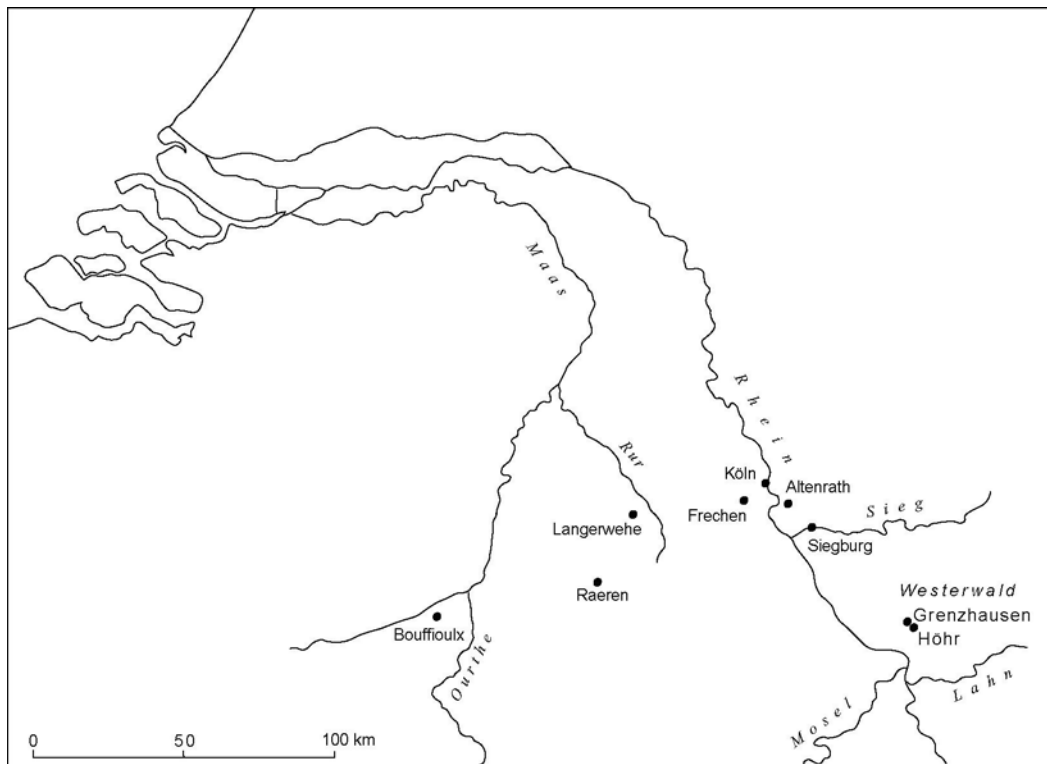 Maas
Rhein
Rur
Köln
Altenrath
Sieg
Frechen
Langerwehe
Siegburg
Westerwald
Raeren
Grenzhausen
Bouffioulx
Höhr
Ourthe
Lahn
Mosel
0 50 100 km